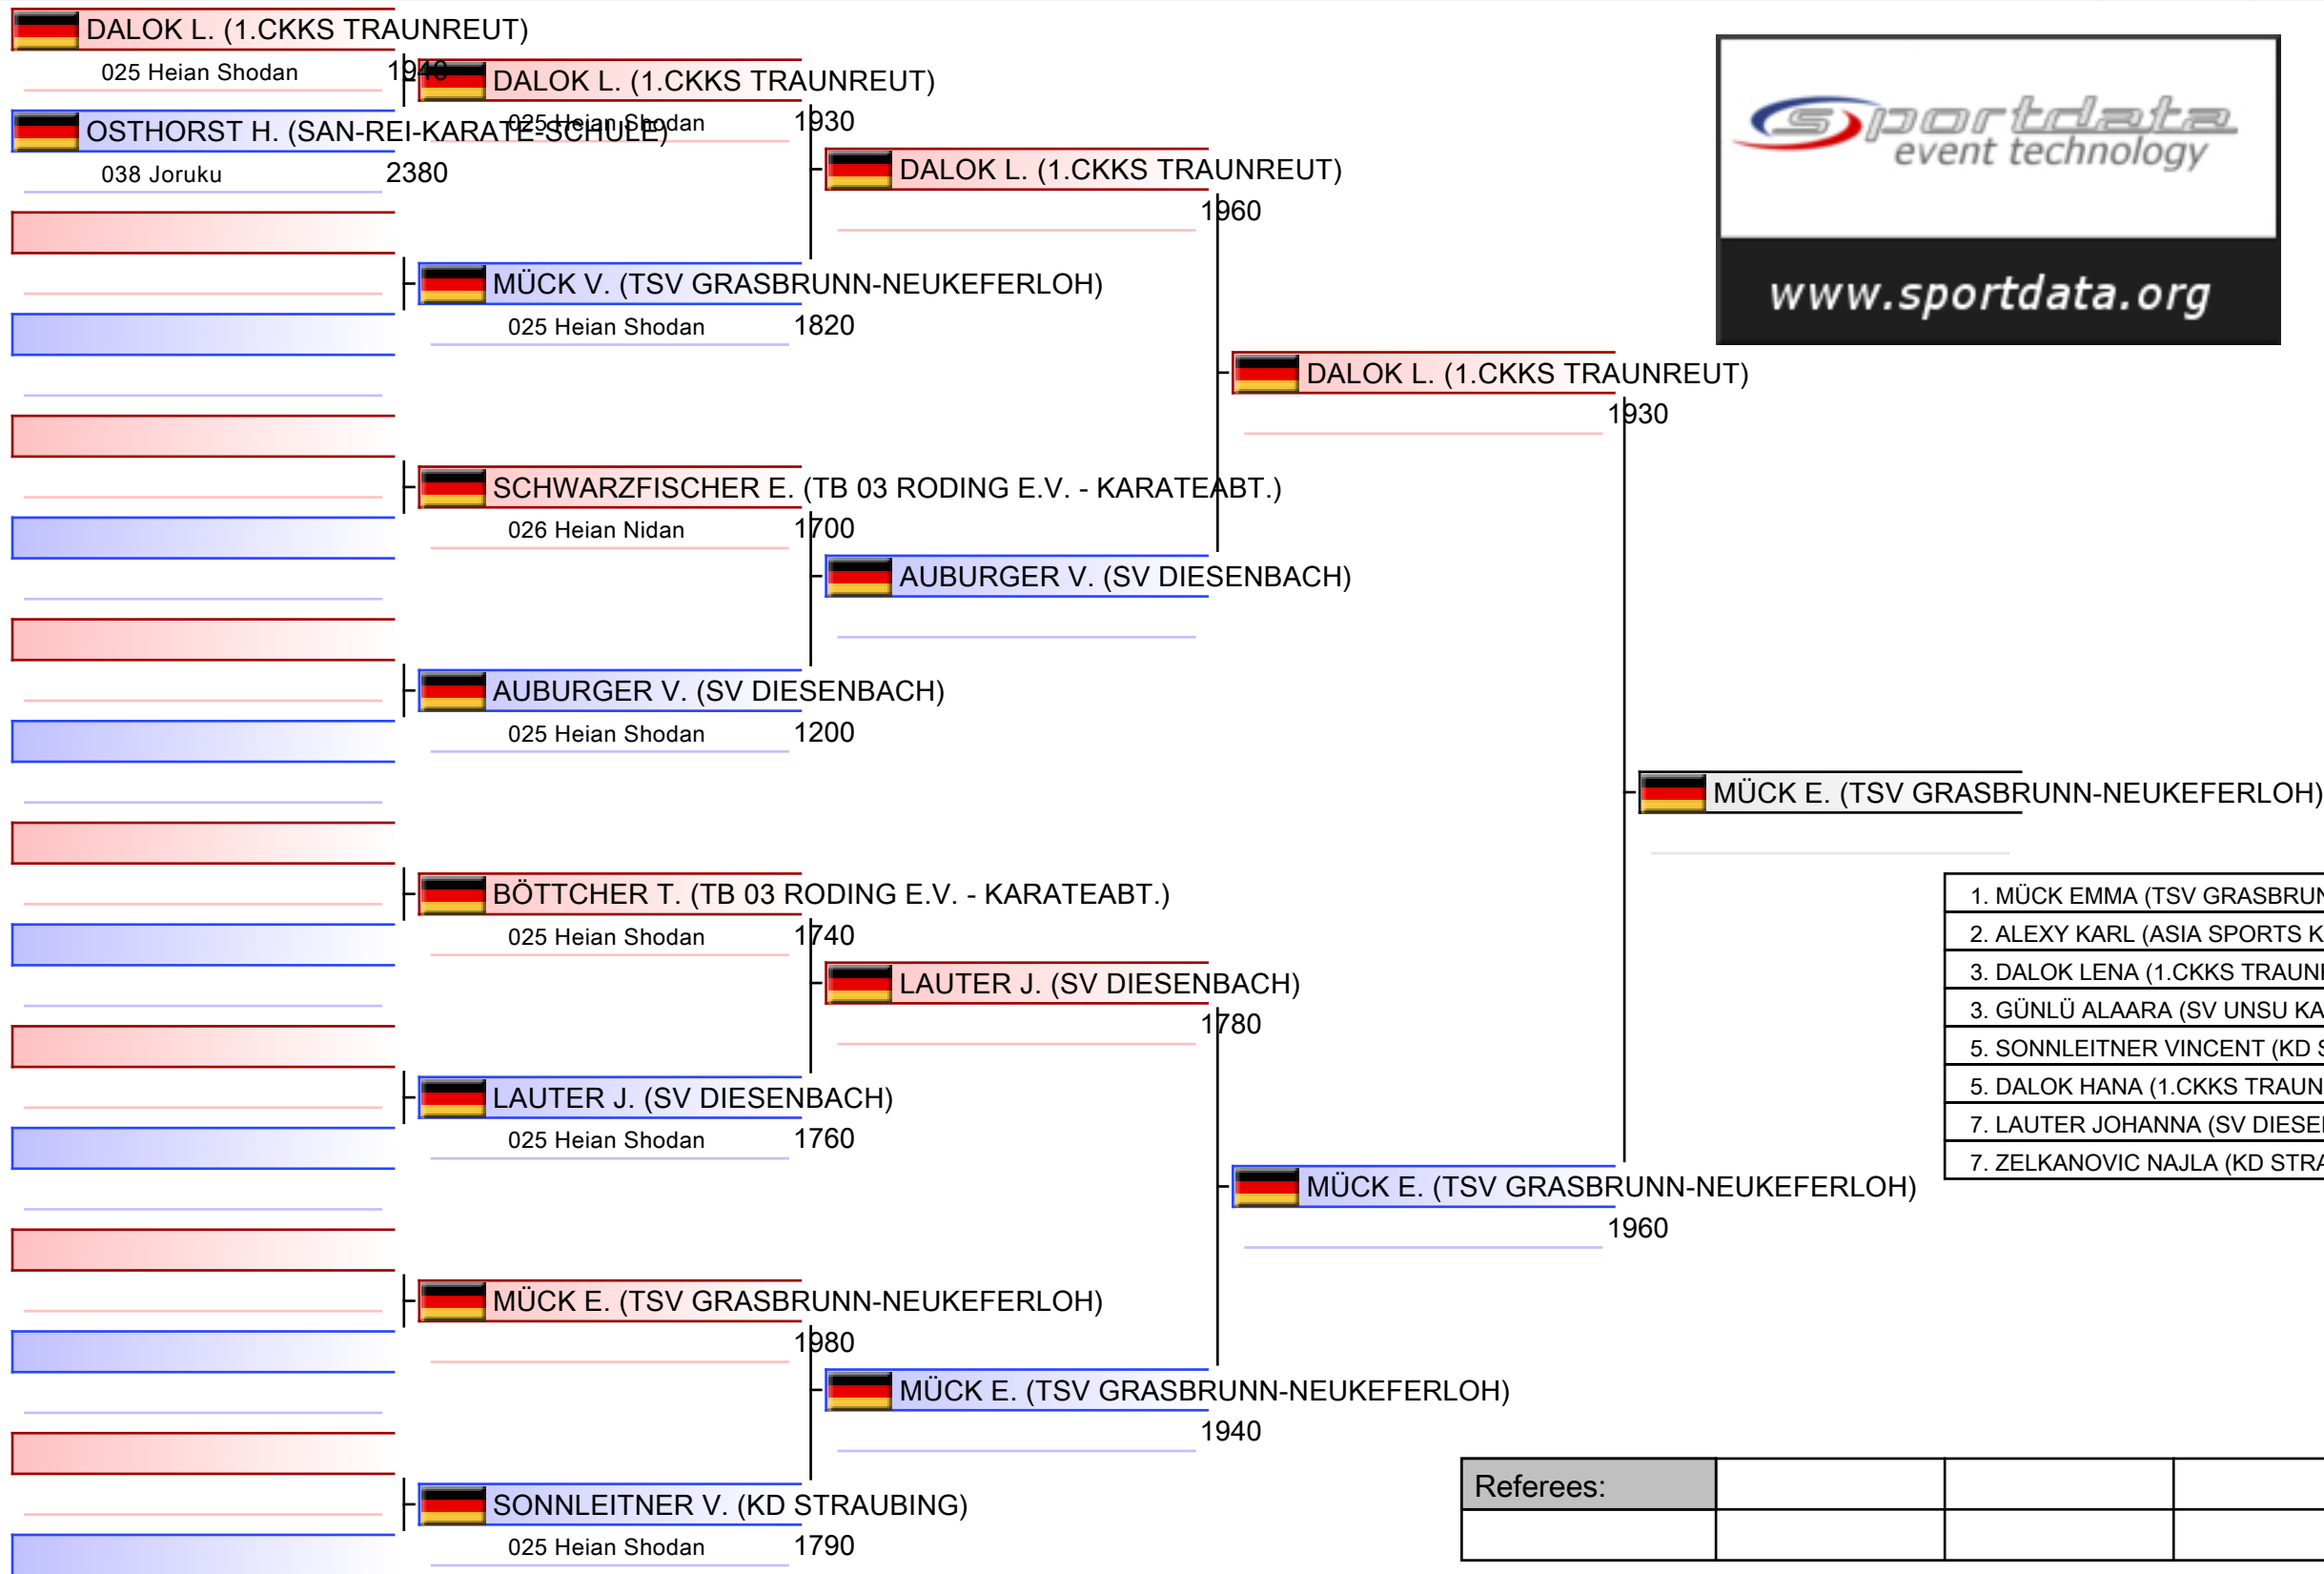 DALOK L. (1.CKKS TRAUNREUT)
025 Heian Shodan 1940
OSTHORST H. (SAN-REI-KARATE-SCHULE)
038 Joruku 2380
DALOK L. (1.CKKS TRAUNREUT)
025 Heian Shodan 1930
MÜCK V. (TSV GRASBRUNN-NEUKEFERLOH)
025 Heian Shodan 1820
SCHWARZFISCHER E. (TB 03 RODING E.V. - KARATEABT.)
026 Heian Nidan 1700
AUBURGER V. (SV DIESENBACH)
025 Heian Shodan 1200
BÖTTCHER T. (TB 03 RODING E.V. - KARATEABT.)
025 Heian Shodan 1740
LAUTER J. (SV DIESENBACH)
025 Heian Shodan 1760
MÜCK E. (TSV GRASBRUNN-NEUKEFERLOH)
1980
SONNLEITNER V. (KD STRAUBING)
025 Heian Shodan 1790
DALOK L. (1.CKKS TRAUNREUT)
1960
AUBURGER V. (SV DIESENBACH)
LAUTER J. (SV DIESENBACH)
1780
MÜCK E. (TSV GRASBRUNN-NEUKEFERLOH)
1940
DALOK L. (1.CKKS TRAUNREUT)
1930
MÜCK E. (TSV GRASBRUNN-NEUKEFERLOH)
1960
MÜCK E. (TSV GRASBRUNN-NEUKEFERLOH)
sportdata
event technology
www.sportdata.org
1. MÜCK EMMA (TSV GRASBRUN
2. ALEXY KARL (ASIA SPORTS K
3. DALOK LENA (1.CKKS TRAUN
3. GÜNLÜ ALAARA (SV UNSU KA
5. SONNLEITNER VINCENT (KD S
5. DALOK HANA (1.CKKS TRAUN
7. LAUTER JOHANNA (SV DIESE
7. ZELKANOVIC NAJLA (KD STRA
Referees: